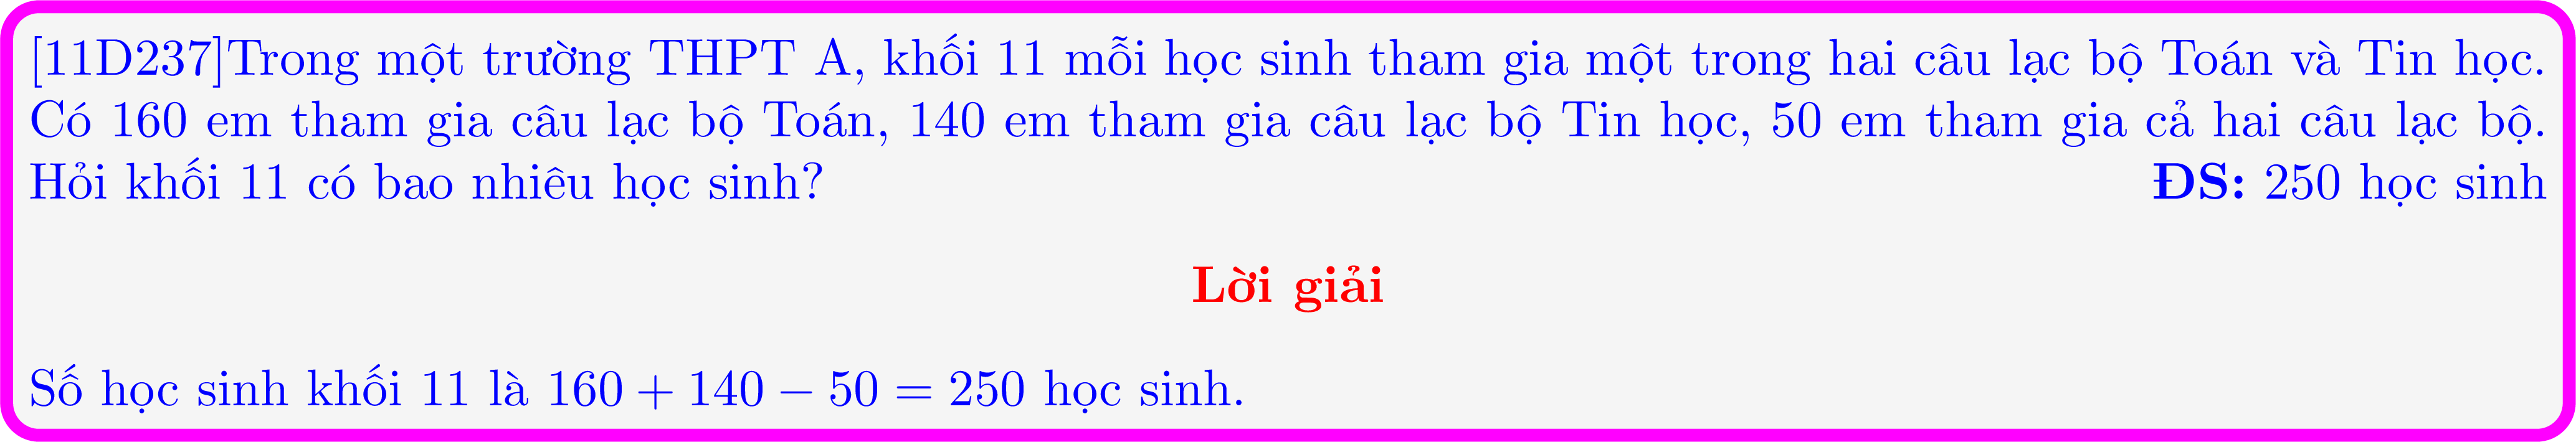 [11D237]Trong một trường THPT A, khối 11 mỗi học sinh tham gia một trong hai câu lạc bộ Toán và Tin học.
Có 160 em tham gia câu lạc bộ Toán, 140 em tham gia câu lạc bộ Tin học, 50 em tham gia cả hai câu lạc bộ.
Hỏi khối 11 có bao nhiêu học sinh? ĐS: 250 học sinh
Lời giải
Số học sinh khối 11 là 160 + 140 − 50 = 250 học sinh.